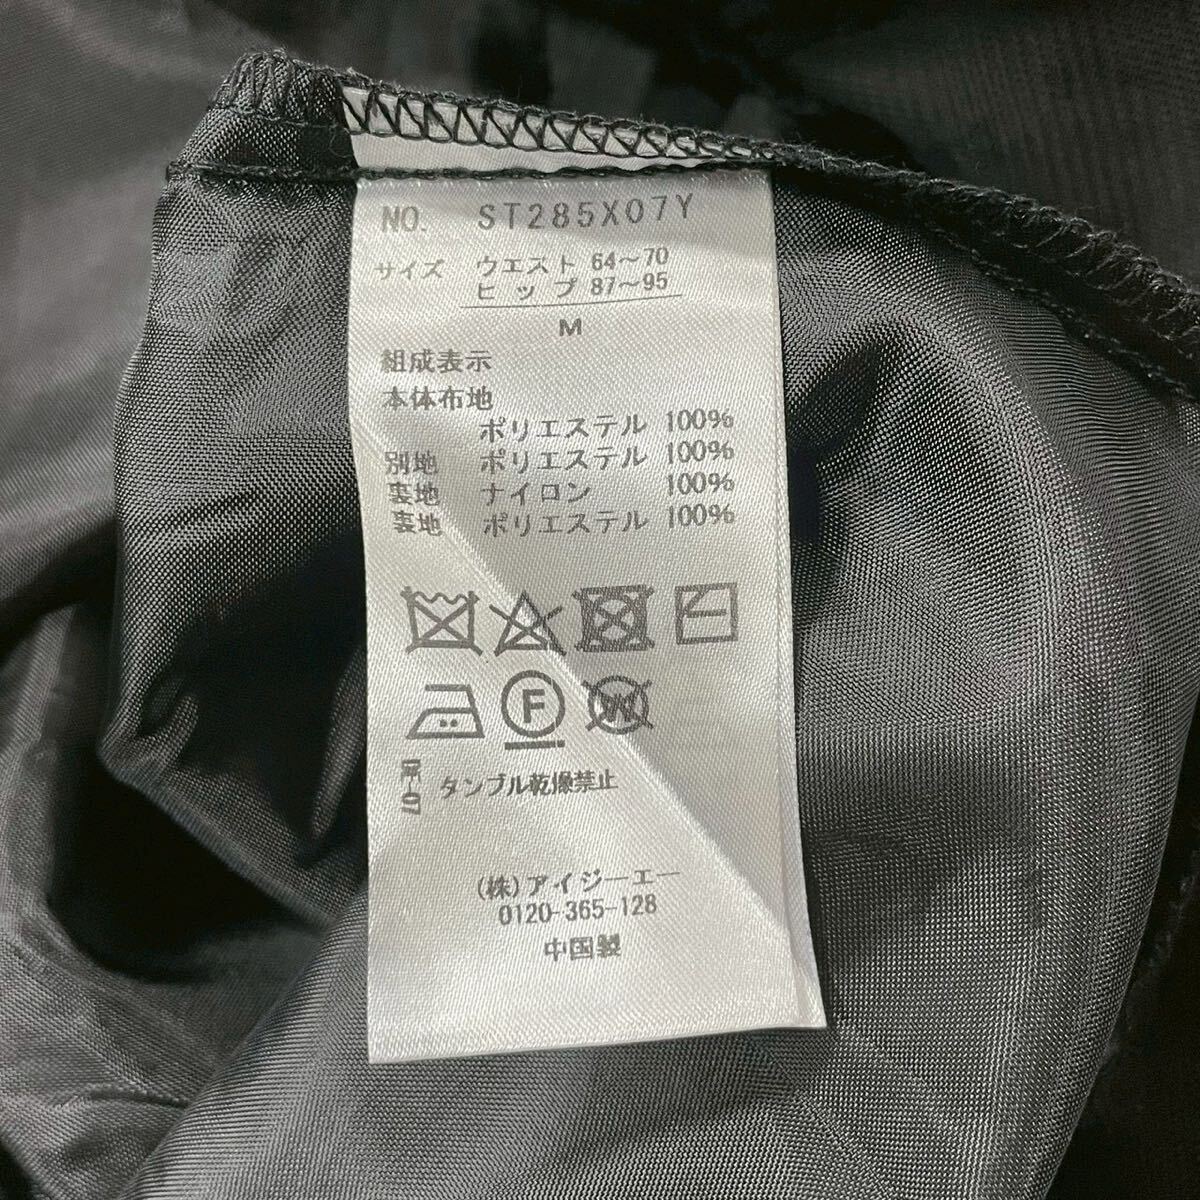 NO. ST285X07Y
サイズ ウエスト 64〜70
ヒップ 87〜95
M
組成表示
本体布地
ポリエステル 100%
別地 ポリエステル 100%
裏地 ナイロン 100%
裏地 ポリエステル 100%
F
W
タンブル乾燥禁止
(株)アイジーエー
0120-365-128
中国製